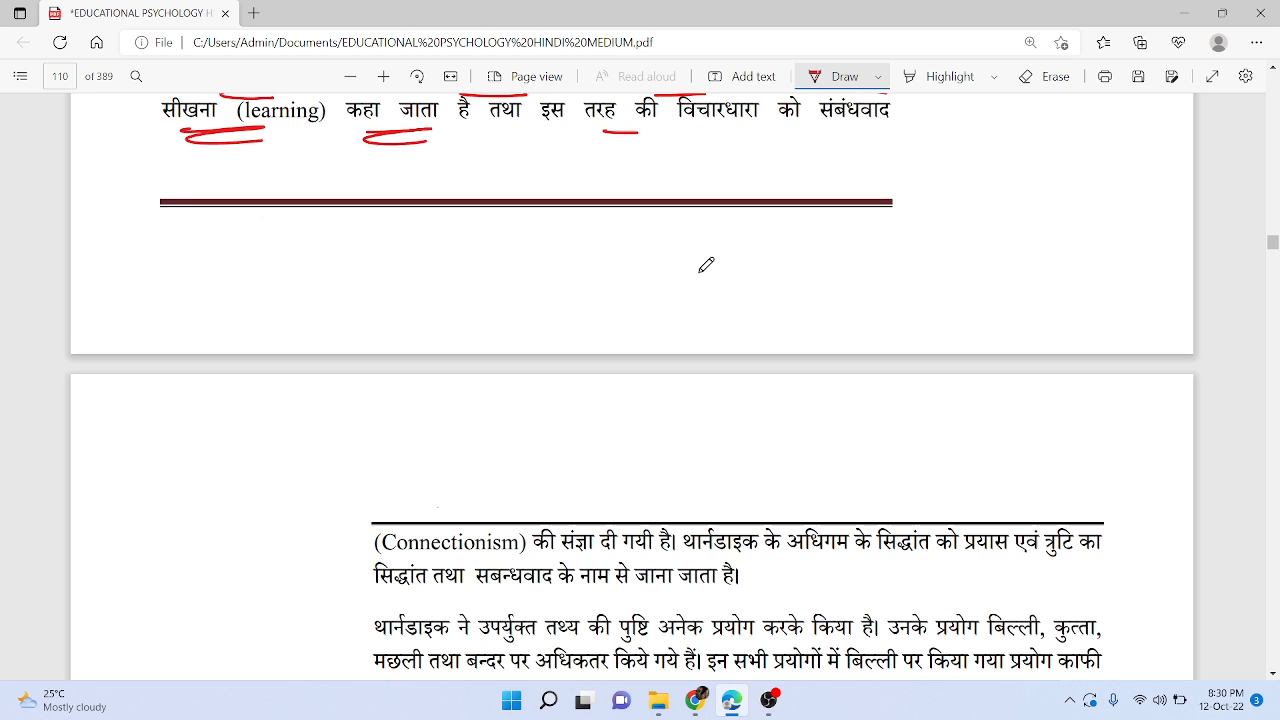 *EDUCATIONAL PSYCHOLOGY H
File | C:/Users/Admin/Documents/EDUCATIONAL%20PSYCHOLOGY%20HINDI%20MEDIUM.pdf
110 of 389 Page view Read aloud Add text Draw Highlight Erase
सीखना (learning) कहा जाता है तथा इस तरह की विचारधारा को संबंधवाद
(Connectionism) की संज्ञा दी गयी है। थार्नडाइक के अधिगम के सिद्धांत को प्रयास एवं त्रुटि का
सिद्धांत तथा सबन्धवाद के नाम से जाना जाता है।
थार्नडाइक ने उपर्युक्त तथ्य की पुष्टि अनेक प्रयोग करके किया है। उनके प्रयोग बिल्ली, कुत्ता,
मछली तथा बन्दर पर अधिकतर किये गये हैं। इन सभी प्रयोगों में बिल्ली पर किया गया प्रयोग काफी
25°C
Mostly cloudy
8:30 PM
12-Oct-22
3